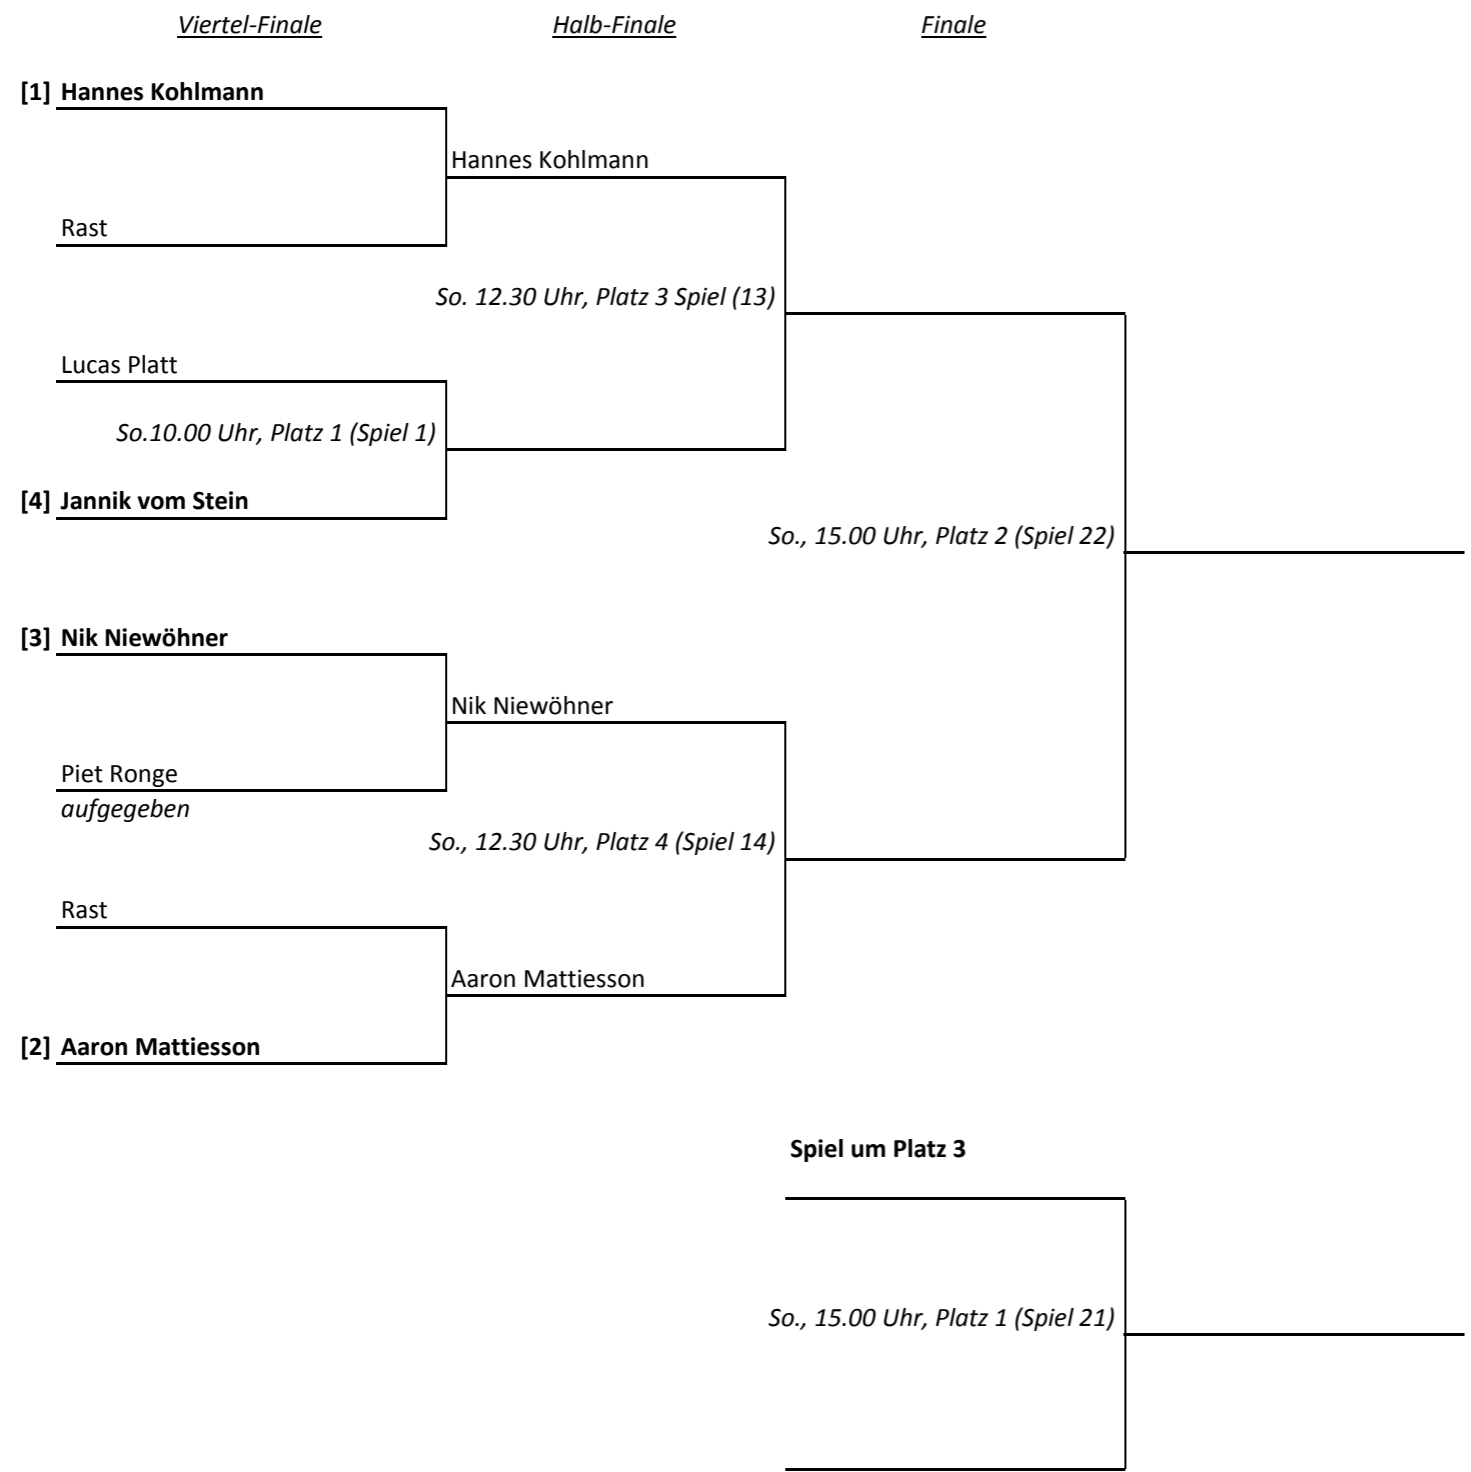 Viertel-Finale Halb-Finale Finale
[1] Hannes Kohlmann
Hannes Kohlmann
Rast
So. 12.30 Uhr, Platz 3 Spiel (13)
Lucas Platt
So.10.00 Uhr, Platz 1 (Spiel 1)
[4] Jannik vom Stein
So., 15.00 Uhr, Platz 2 (Spiel 22)
[3] Nik Niewöhner
Nik Niewöhner
Piet Ronge
aufgegeben
So., 12.30 Uhr, Platz 4 (Spiel 14)
Rast
Aaron Mattiesson
[2] Aaron Mattiesson
Spiel um Platz 3
So., 15.00 Uhr, Platz 1 (Spiel 21)